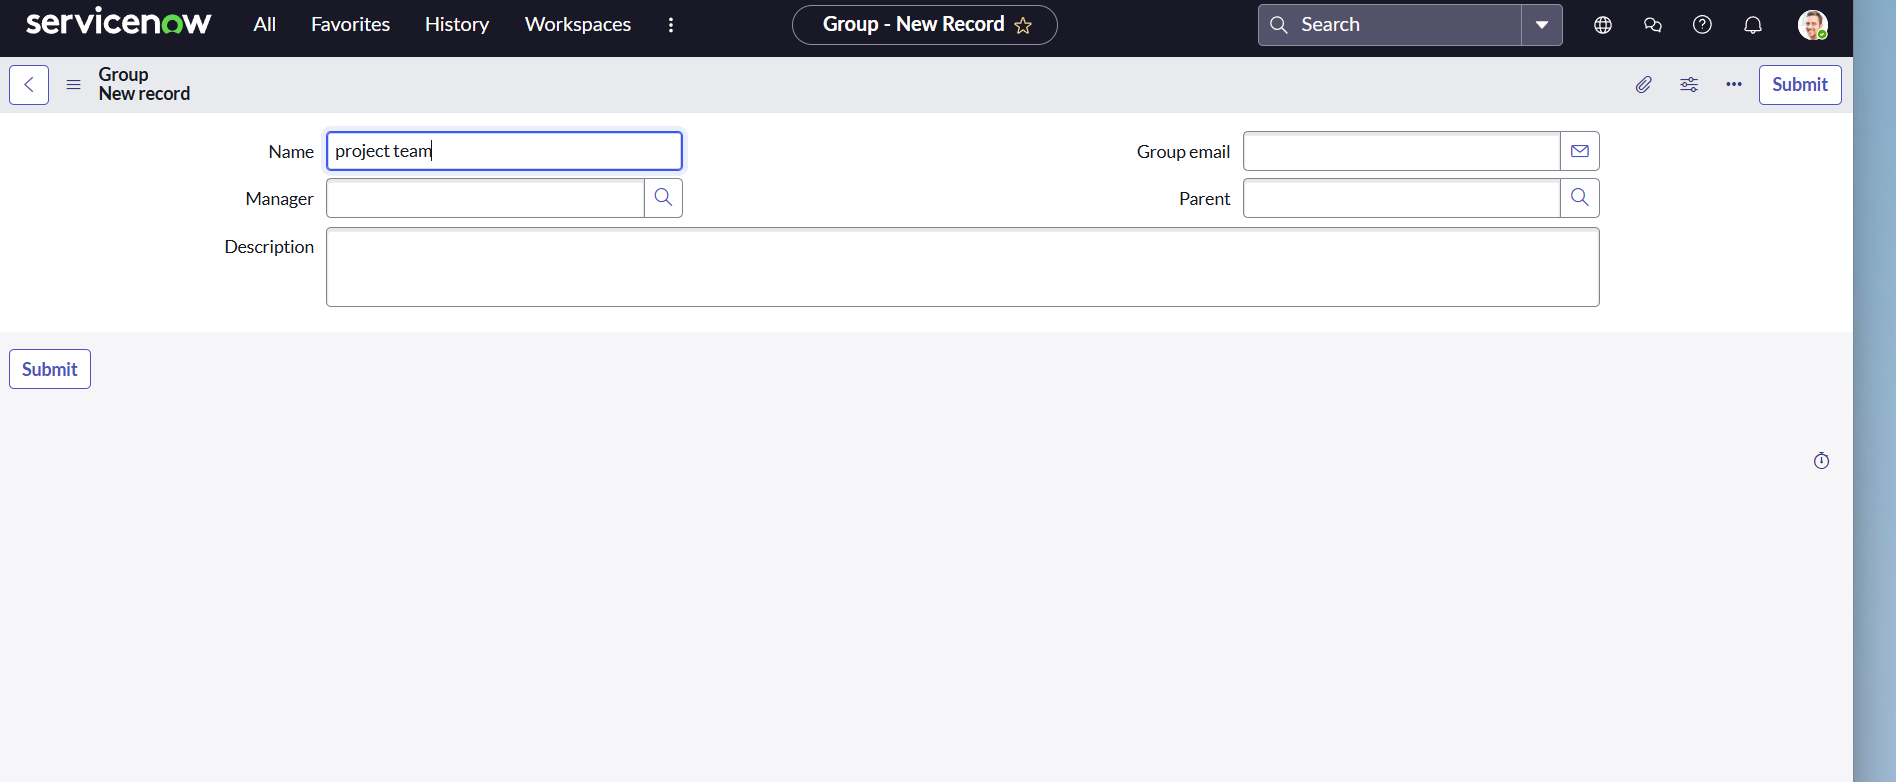 servicenow All Favorites History Workspaces Group - New Record Search
Group
New record
Submit
Name project team Group email
Manager Parent
Description
Submit